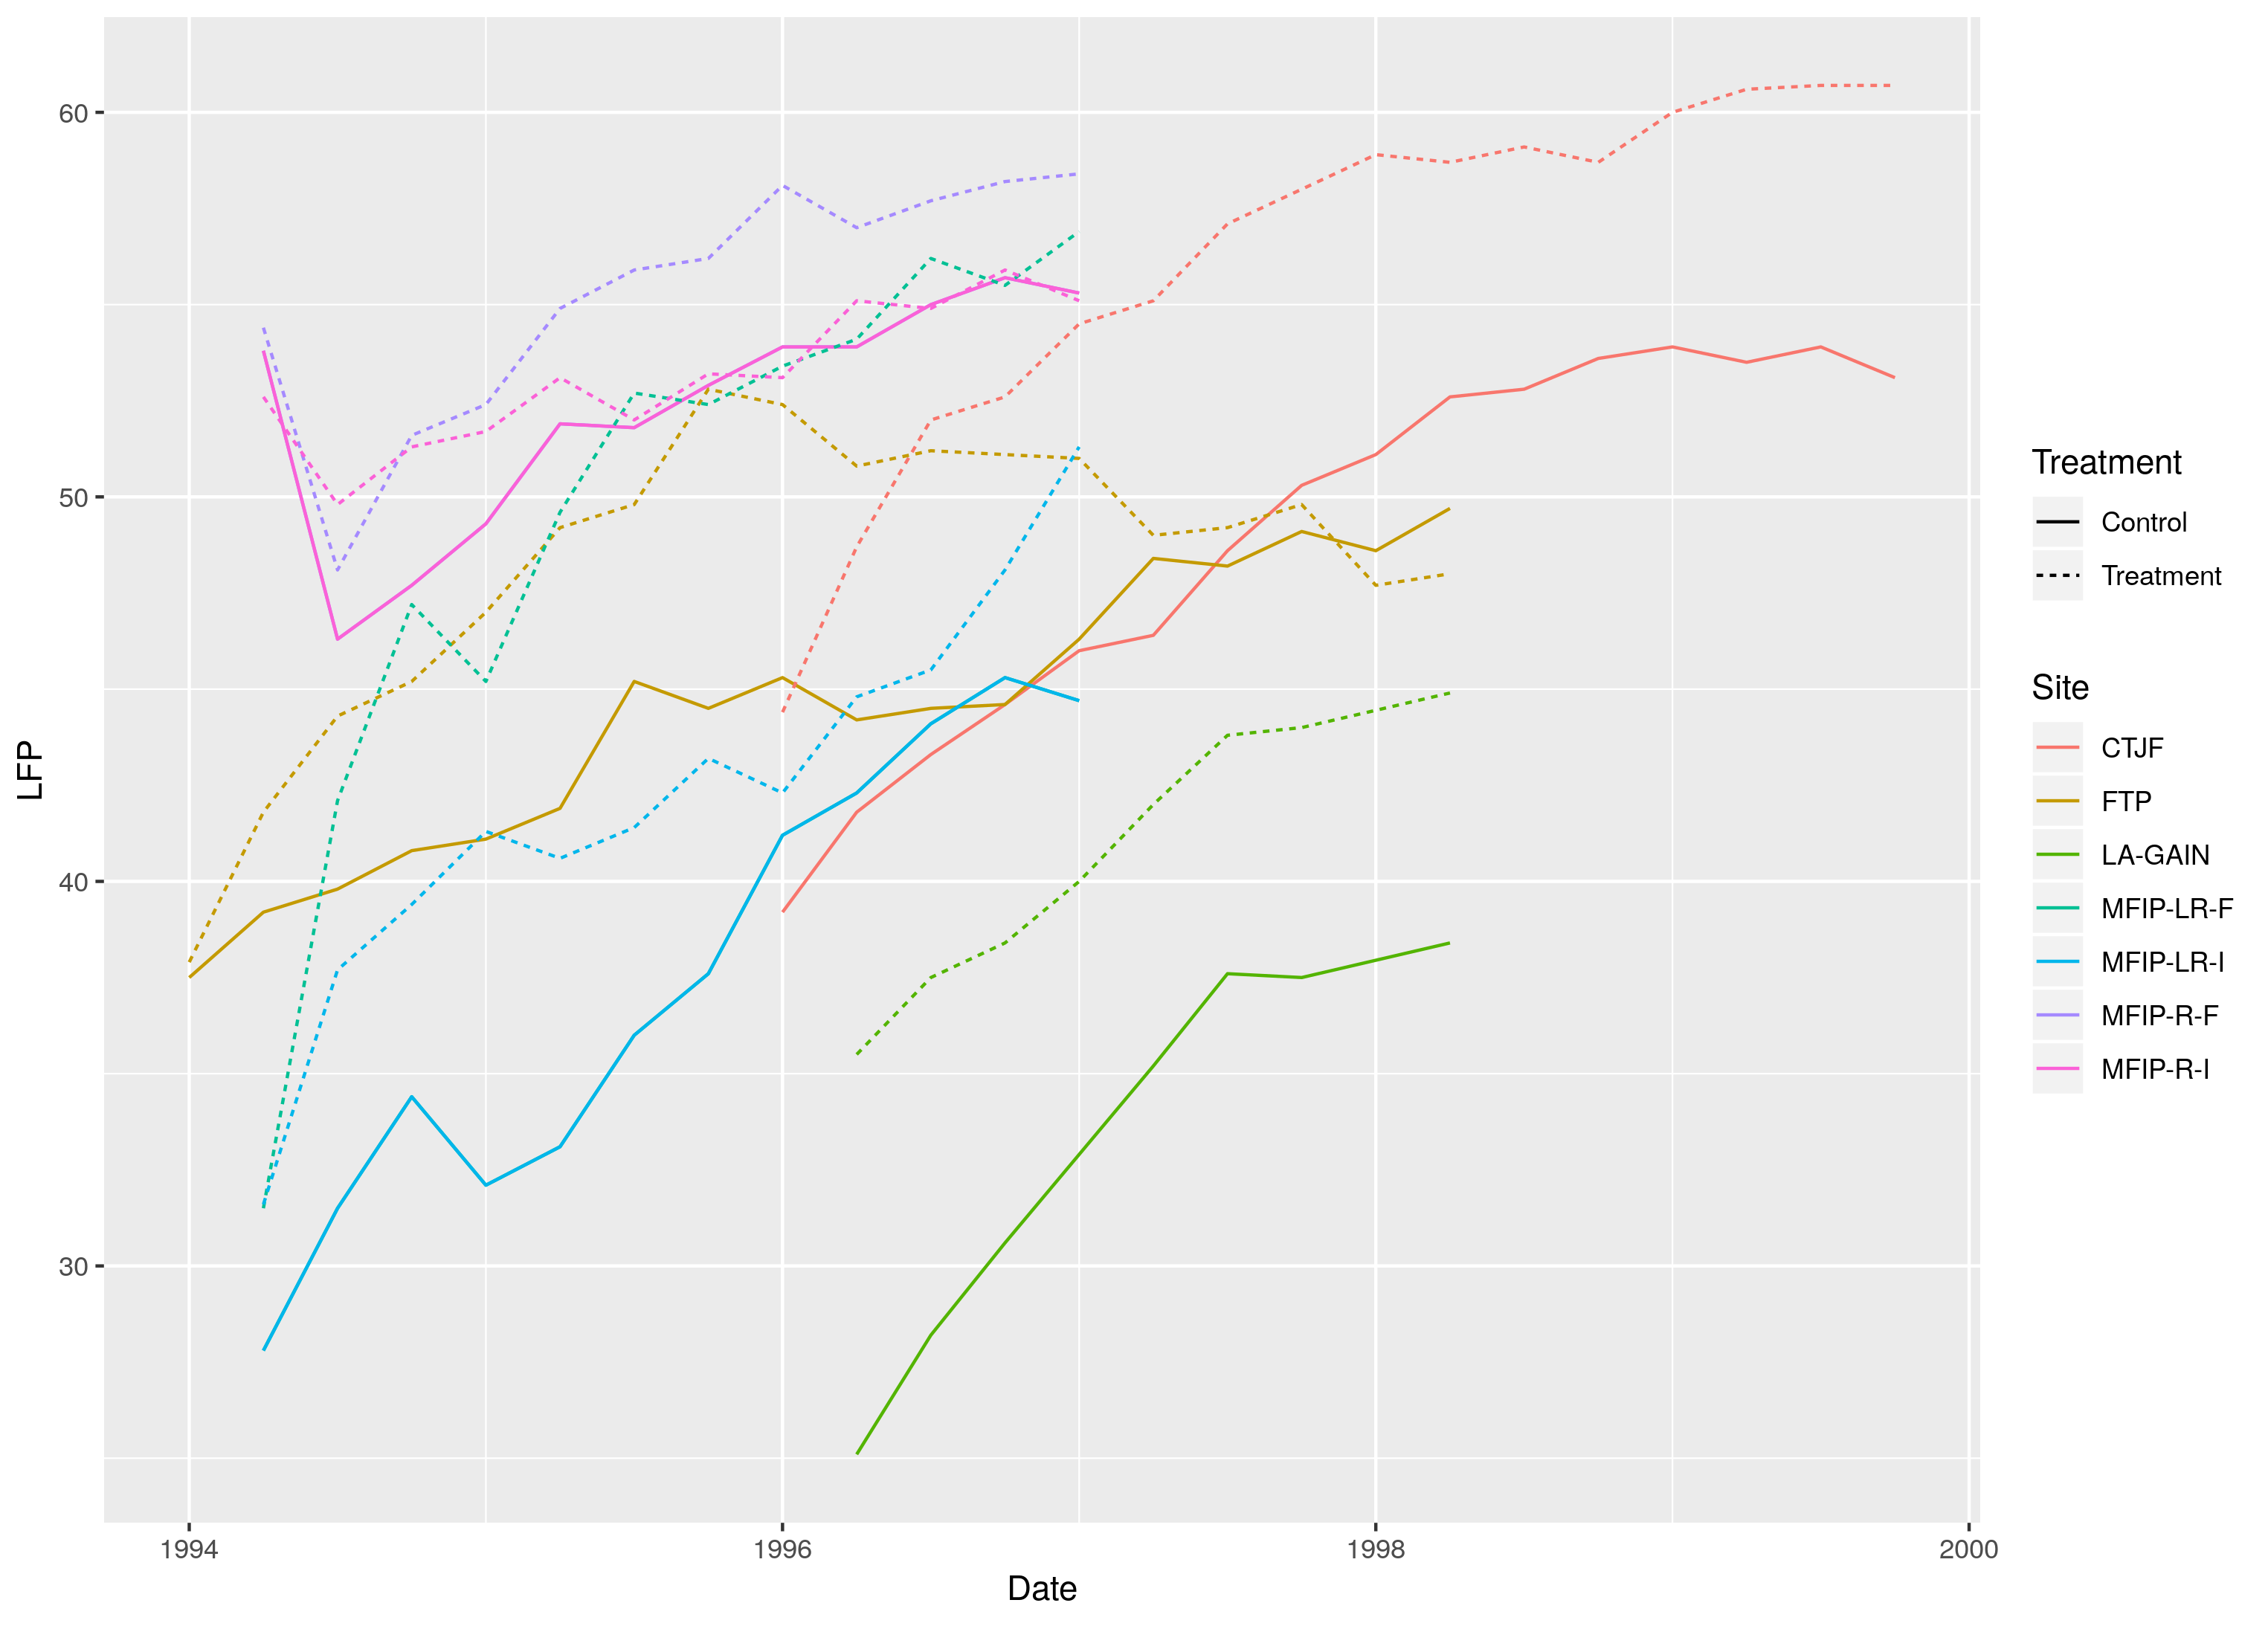 60
50
40
30
LFP
1994
1996
1998
2000
Date
Treatment
Control
Treatment
Site
CTJF
FTP
LA-GAIN
MFIP-LR-F
MFIP-LR-I
MFIP-R-F
MFIP-R-I